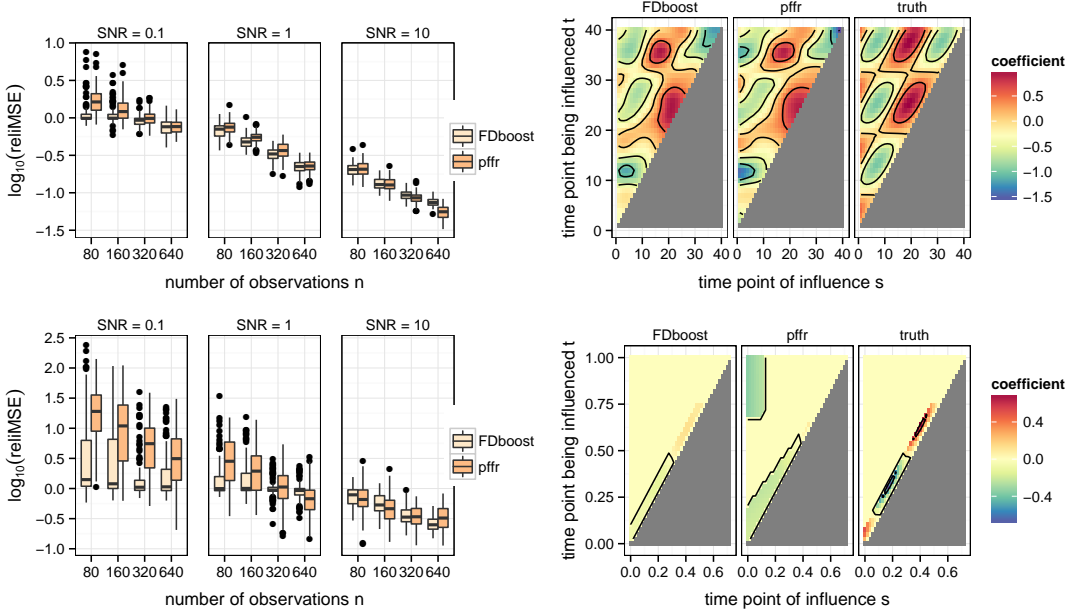 SNR = 0.1 SNR = 1 SNR = 10
1.0
0.5
0.0
−0.5
−1.0
−1.5
log10(reliMSE)
80 160 320 640 80 160 320 640 80 160 320 640
number of observations n
FDboost
pffr
FDboost pffr truth
40
30
20
10
0
time point being influenced t
0 10 20 30 40 0 10 20 30 40 0 10 20 30 40
time point of influence s
coefficient
0.5
0.0
−0.5
−1.0
−1.5
SNR = 0.1 SNR = 1 SNR = 10
2.5
2.0
1.5
1.0
0.5
0.0
−0.5
−1.0
log10(reliMSE)
80 160 320 640 80 160 320 640 80 160 320 640
number of observations n
FDboost
pffr
FDboost pffr truth
1.00
0.75
0.50
0.25
0.00
time point being influenced t
0.0 0.2 0.4 0.6 0.0 0.2 0.4 0.6 0.0 0.2 0.4 0.6
time point of influence s
coefficient
0.4
0.0
−0.4